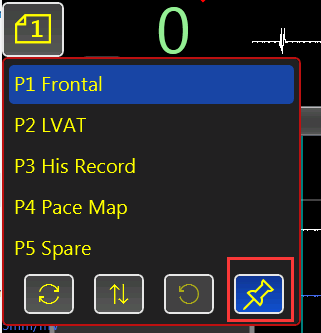 1
0
P1 Frontal
P2 LVAT
P3 His Record
P4 Pace Map
P5 Spare